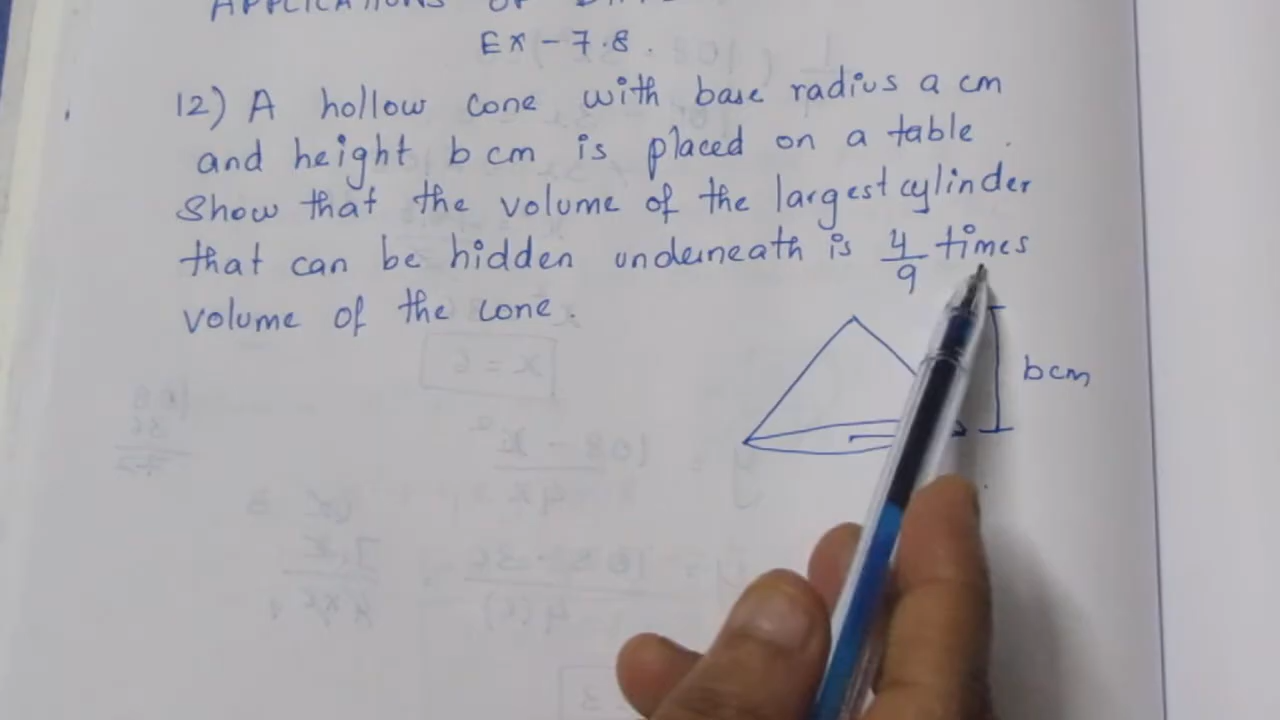 APPLICATIONS OF
Ex - 7.8.
12) A hollow cone with base radius a cm
and height b cm is placed on a table.
Show that the volume of the largest cylinder
that can be hidden underneath is 4/9 times
volume of the cone.
b cm